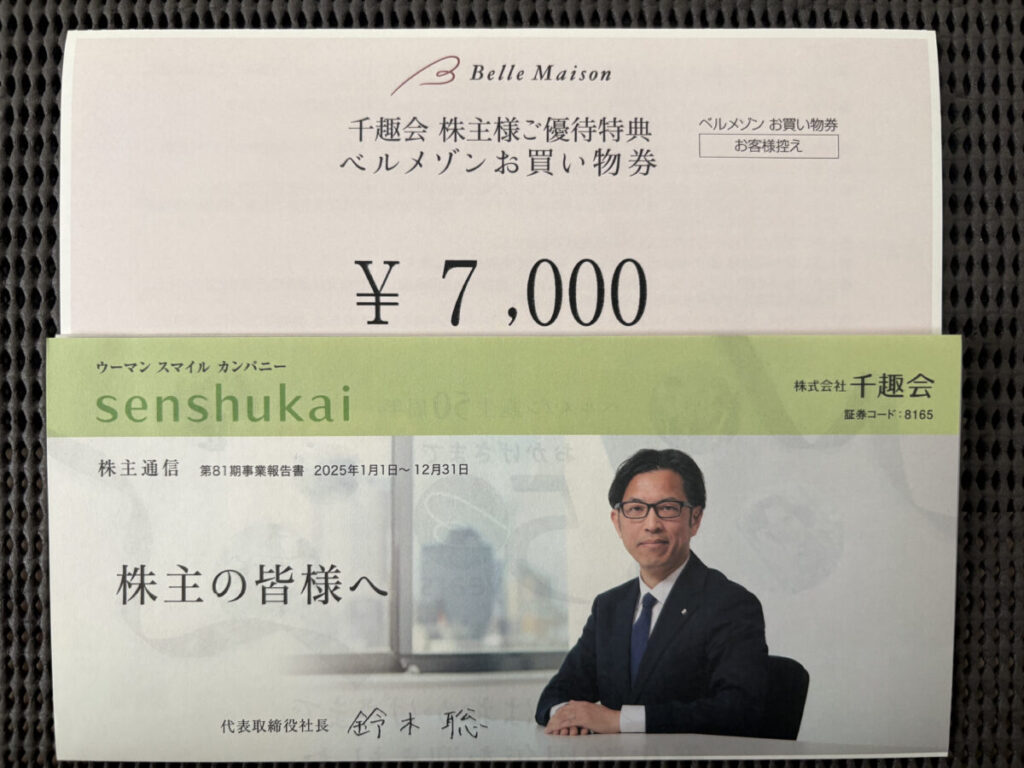 Belle Maison
千趣会 株主様ご優待特典
ベルメゾンお買い物券
ベルメゾン お買い物券
お客様控え
¥ 7,000
ウーマン スマイル カンパニー
senshukai
株式会社 千趣会
証券コード：8165
株主通信 第81期事業報告書 2025年1月1日〜12月31日
株主の皆様へ
代表取締役社長 鈴木 聡